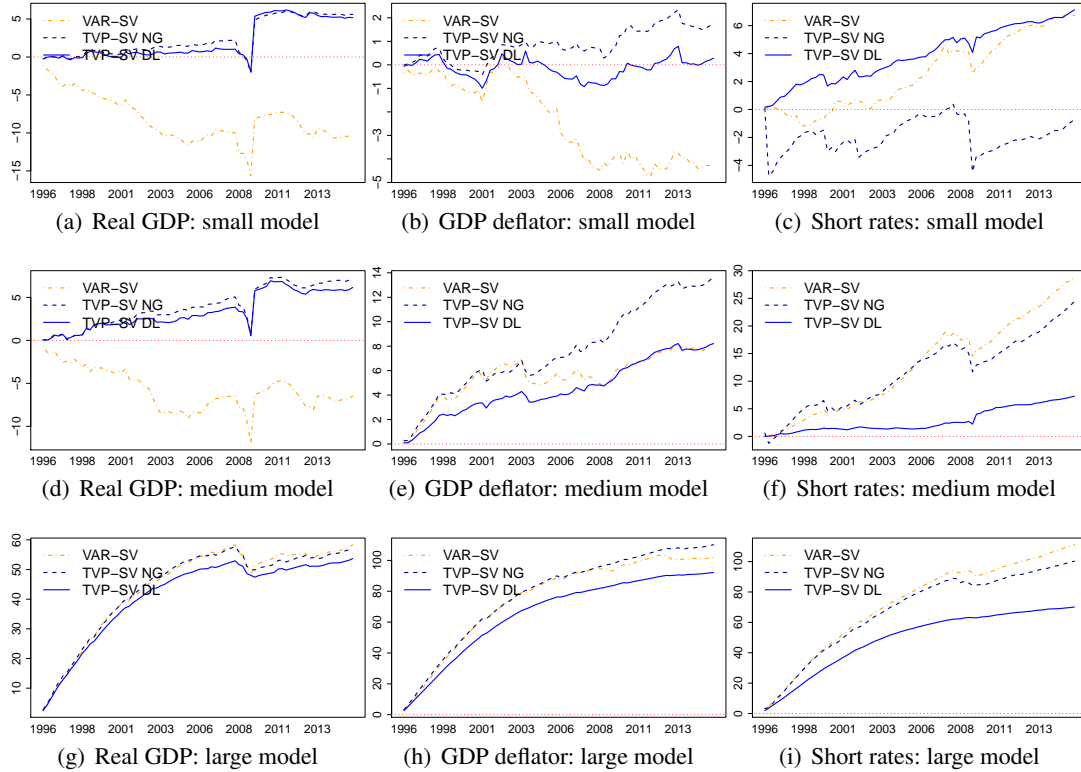 VAR−SV
TVP−SV NG
TVP−SV DL
5
0
−5
−10
−15
1996 1998 2001 2003 2006 2008 2011 2013
(a) Real GDP: small model
VAR−SV
TVP−SV NG
TVP−SV DL
2
1
0
−1
−3
−5
1996 1998 2001 2003 2006 2008 2011 2013
(b) GDP deflator: small model
VAR−SV
TVP−SV NG
TVP−SV DL
6
4
2
0
−2
−4
1996 1998 2001 2003 2006 2008 2011 2013
(c) Short rates: small model
VAR−SV
TVP−SV NG
TVP−SV DL
5
0
−5
−10
1996 1998 2001 2003 2006 2008 2011 2013
(d) Real GDP: medium model
VAR−SV
TVP−SV NG
TVP−SV DL
14
12
10
8
6
4
2
0
1996 1998 2001 2003 2006 2008 2011 2013
(e) GDP deflator: medium model
VAR−SV
TVP−SV NG
TVP−SV DL
30
25
20
15
10
5
0
1996 1998 2001 2003 2006 2008 2011 2013
(f) Short rates: medium model
VAR−SV
TVP−SV NG
TVP−SV DL
60
50
40
30
20
10
1996 1998 2001 2003 2006 2008 2011 2013
(g) Real GDP: large model
VAR−SV
TVP−SV NG
TVP−SV DL
100
80
60
40
20
0
1996 1998 2001 2003 2006 2008 2011 2013
(h) GDP deflator: large model
VAR−SV
TVP−SV NG
TVP−SV DL
100
80
60
40
20
0
1996 1998 2001 2003 2006 2008 2011 2013
(i) Short rates: large model